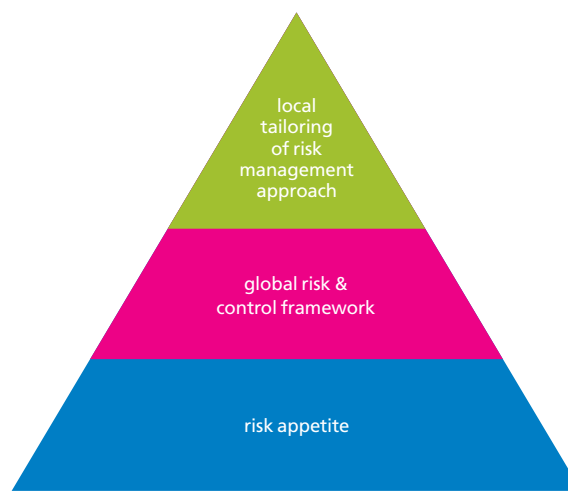 local
tailoring
of risk
management
approach
global risk &
control framework
risk appetite